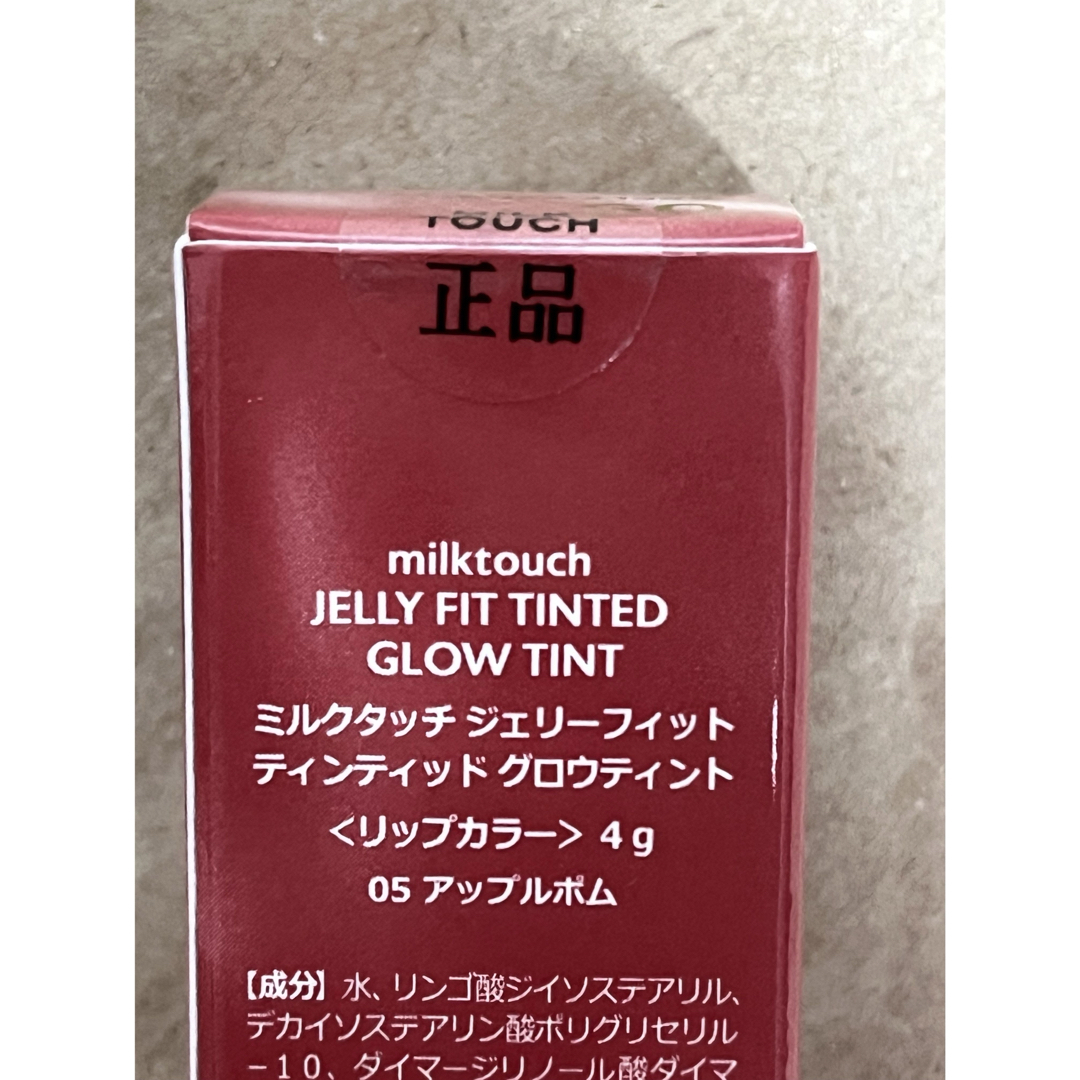 TOUCH
正品
milktouch
JELLY FIT TINTED
GLOW TINT
ミルクタッチ ジェリーフィット
ティンティッド グロウティント
<リップカラー> 4g
05 アップルポム
【成分】水、リンゴ酸ジイソステアリル、
デカイソステアリン酸ポリグリセリル
−10、ダイマージリノール酸ダイマ